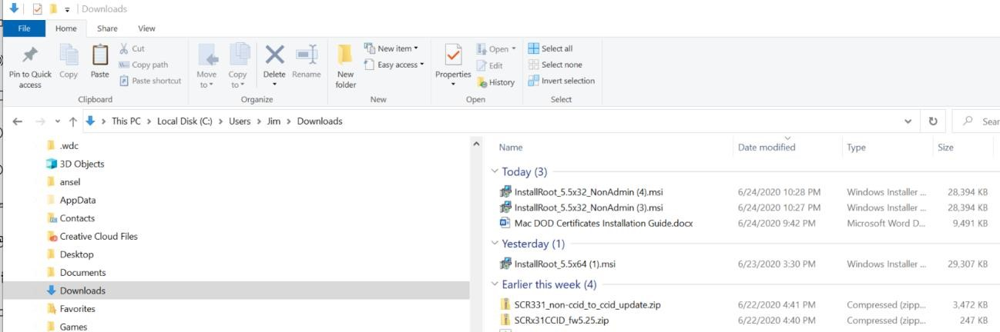 Downloads
File Home Share View
Pin to Quick access
Copy
Paste
Cut
Copy path
Paste shortcut
Clipboard
Move to
Copy to
Delete
Rename
Organize
New folder
New item
Easy access
New
Properties
Open
Edit
History
Open
Select all
Select none
Invert selection
Select
This PC > Local Disk (C:) > Users > Jim > Downloads
.wdc
3D Objects
ansel
AppData
Contacts
Creative Cloud Files
Desktop
Documents
Downloads
Favorites
Games
Name Date modified Type Size
Today (3)
InstallRoot_5.5x32_NonAdmin (4).msi 6/24/2020 10:28 PM Windows Installer ... 28,394 KB
InstallRoot_5.5x32_NonAdmin (3).msi 6/24/2020 10:27 PM Windows Installer ... 28,394 KB
Mac DOD Certificates Installation Guide.docx 6/24/2020 9:42 PM Microsoft Word D... 9,491 KB
Yesterday (1)
InstallRoot_5.5x64 (1).msi 6/23/2020 3:30 PM Windows Installer ... 29,307 KB
Earlier this week (4)
SCR331_non-ccid_to_ccid_update.zip 6/22/2020 4:41 PM Compressed (zipp... 3,472 KB
SCRx31CCID_fw5.25.zip 6/22/2020 4:40 PM Compressed (zipp... 247 KB